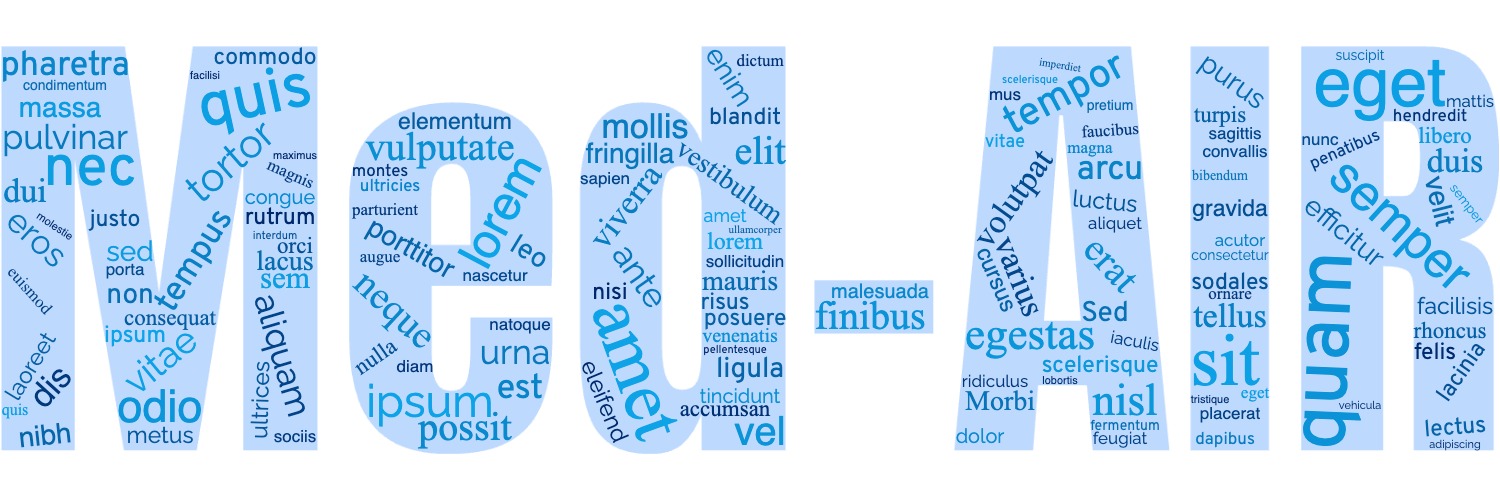 Med-AIR
pharetra
condimentum
massa
pulvinar
nec
dui
eros
molestie
euismod
laoreet
dis
quis
nibh
commodo
facilisi
quis
tortor
maximus
magnis
congue
rutrum
interdum
orci
lacus
sem
justo
sed
porta
non
tempus
consequat
ipsum
vitae
odio
metus
aliquam
ultrices
sociis
elementum
vulputate
montes
ultricies
lorem
parturient
porttitor
augue
leo
nascetur
neque
natoque
nulla
diam
urna
est
ipsum.
possit
enim
dictum
blandit
mollis
fringilla
elit
vestibulum
sapien
viverra
amet
ullamcorper
lorem
sollicitudin
ante
mauris
nisi
risus
posuere
venenatis
pellentesque
amet
ligula
eleifend
tincidunt
accumsan
vel
malesuada
finibus
imperdiet
scelerisque
tempor
mus
pretium
vitae
faucibus
magna
arcu
volutpat
luctus
aliquet
varius
cursus
erat
Sed
egestas
iaculis
scelerisque
ridiculus
lobortis
Morbi
nisl
fermentum
dolor
feugiat
purus
turpis
sagittis
convallis
bibendum
gravida
acutor
consectetur
sodales
ornare
tellus
sit
tristique
eget
placerat
dapibus
suscipit
eget
mattis
hendredit
nunc
penatibus
libero
duis
semper
velit
semper
efficitur
quam
facilisis
rhoncus
felis
lacinia
vehicula
lectus
adipiscing